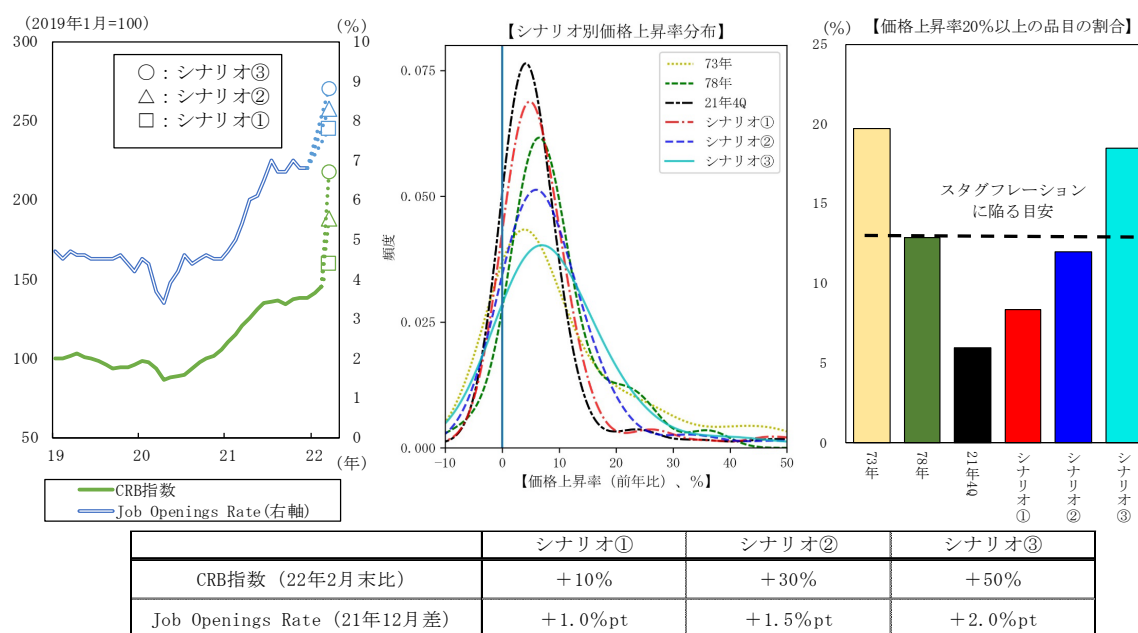 (2019年1月=100)
(%)
300
250
200
150
100
50
10
9
8
7
6
5
4
3
2
1
0
○:シナリオ③
△:シナリオ②
□:シナリオ①
19
20
21
22
(年)
CRB指数
Job Openings Rate(右軸)
【シナリオ別価格上昇率分布】
頻度
0.075
0.050
0.025
0.000
73年
78年
21年4Q
シナリオ①
シナリオ②
シナリオ③
-10
0
10
20
30
40
50
【価格上昇率(前年比)、%】
(%)
【価格上昇率20%以上の品目の割合】
25
20
15
10
5
0
スタグフレーション
に陥る目安
73年
78年
21年4Q
シナリオ①
シナリオ②
シナリオ③
シナリオ① シナリオ② シナリオ③
CRB指数(22年2月末比) +10% +30% +50%
Job Openings Rate(21年12月差) +1.0%pt +1.5%pt +2.0%pt